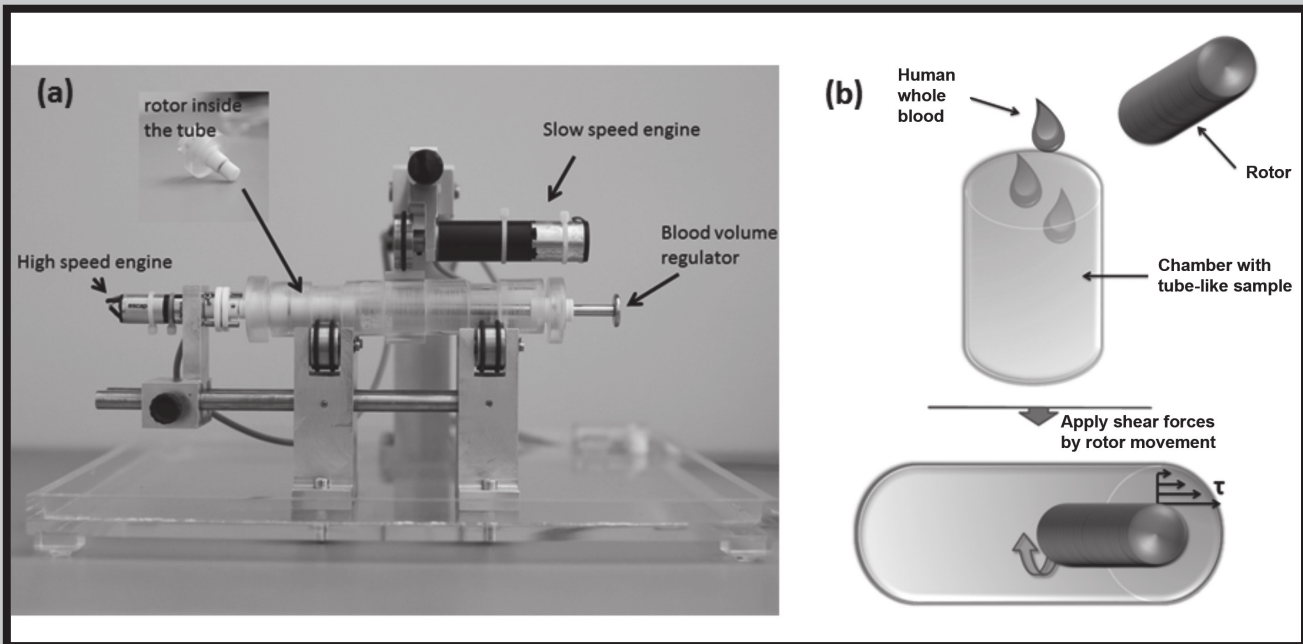 (a)
rotor inside
the tube
Slow speed engine
Blood volume
regulator
High speed engine
escap
(b)
Human
whole
blood
Rotor
Chamber with
tube-like sample
Apply shear forces
by rotor movement
τ